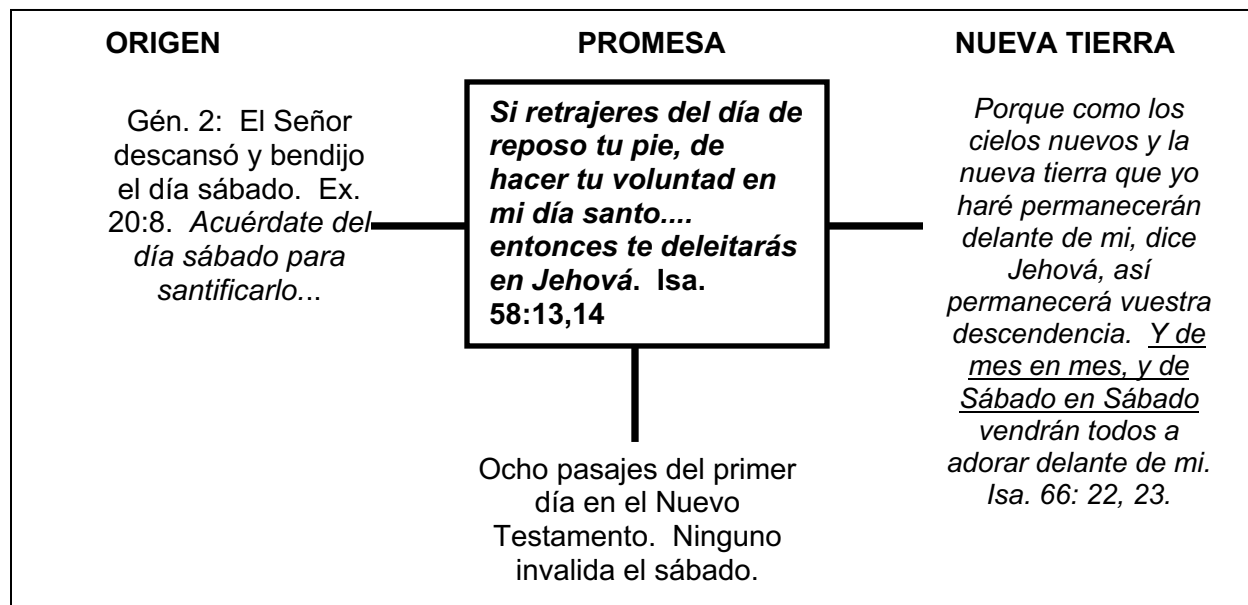 ORIGEN
Gén. 2: El Señor
descansó y bendijo
el día sábado. Ex.
20:8. Acuérdate del
día sábado para
santificarlo...
PROMESA
Si retrajeres del día de
reposo tu pie, de
hacer tu voluntad en
mi día santo....
entonces te deleitarás
en Jehová. Isa.
58:13,14
Ocho pasajes del primer
día en el Nuevo
Testamento. Ninguno
invalida el sábado.
NUEVA TIERRA
Porque como los
cielos nuevos y la
nueva tierra que yo
haré permanecerán
delante de mi, dice
Jehová, así
permanecerá vuestra
descendencia. Y de
mes en mes, y de
Sábado en Sábado
vendrán todos a
adorar delante de mi.
Isa. 66: 22, 23.